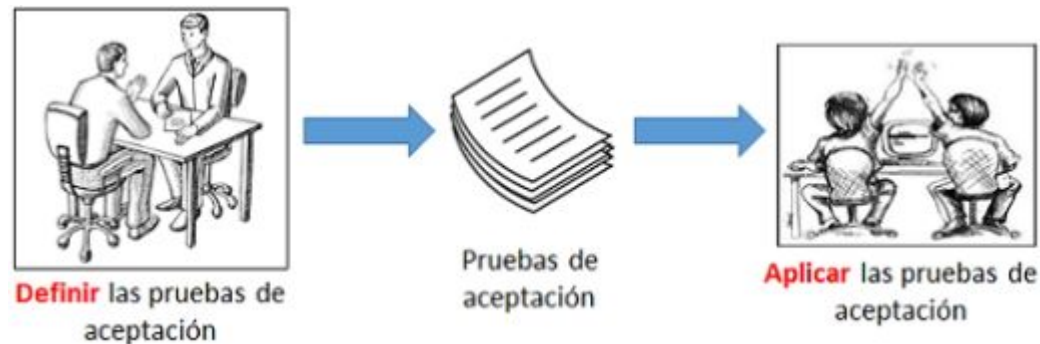 Definir las pruebas de
aceptación
Pruebas de
aceptación
Aplicar las pruebas de
aceptación